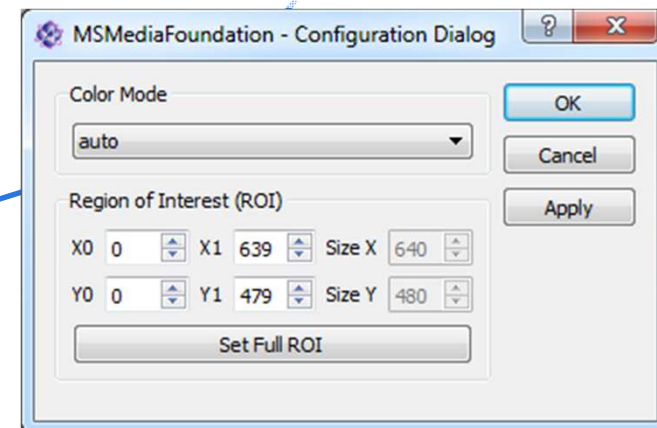 MSMediaFoundation - Configuration Dialog
Color Mode
OK
auto
Cancel
Region of Interest (ROI)
Apply
X0 0 X1 639 Size X 640
Y0 0 Y1 479 Size Y 480
Set Full ROI